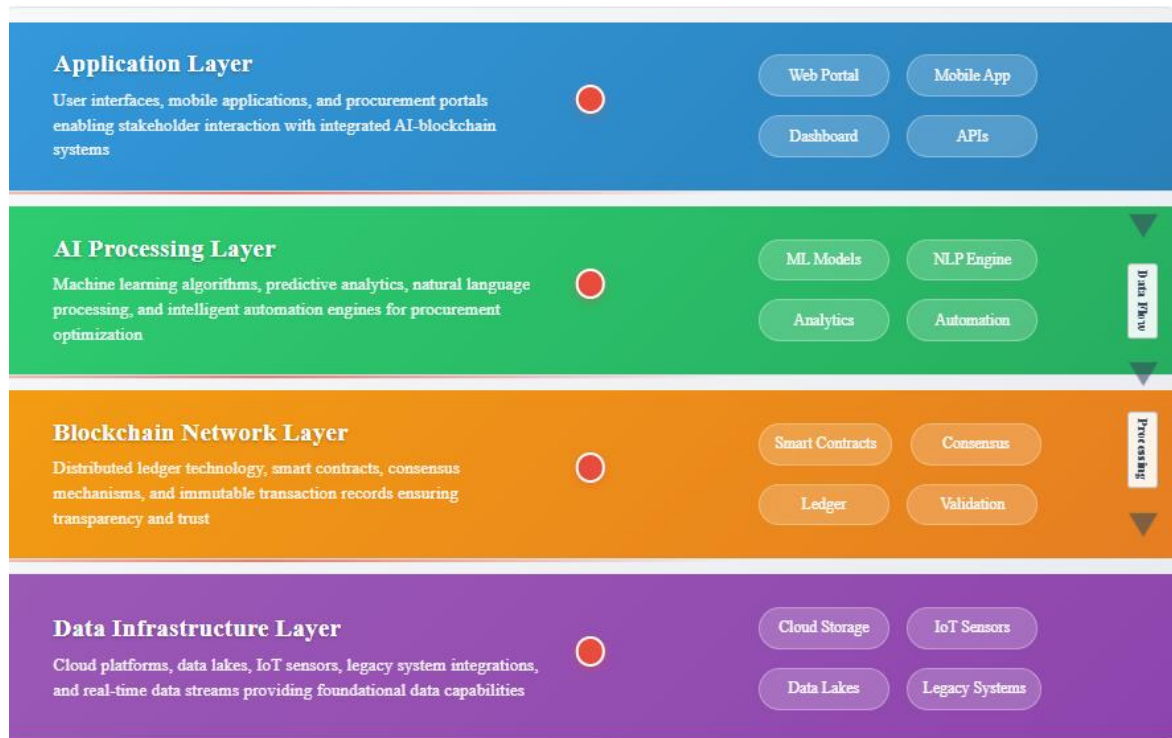 Application Layer
User interfaces, mobile applications, and procurement portals
enabling stakeholder interaction with integrated AI-blockchain
systems
Web Portal
Mobile App
Dashboard
APIs
AI Processing Layer
Machine learning algorithms, predictive analytics, natural language
processing, and intelligent automation engines for procurement
optimization
ML Models
NLP Engine
Analytics
Automation
Data Flow
Blockchain Network Layer
Distributed ledger technology, smart contracts, consensus
mechanisms, and immutable transaction records ensuring
transparency and trust
Smart Contracts
Consensus
Ledger
Validation
Processing
Data Infrastructure Layer
Cloud platforms, data lakes, IoT sensors, legacy system integrations,
and real-time data streams providing foundational data capabilities
Cloud Storage
IoT Sensors
Data Lakes
Legacy Systems